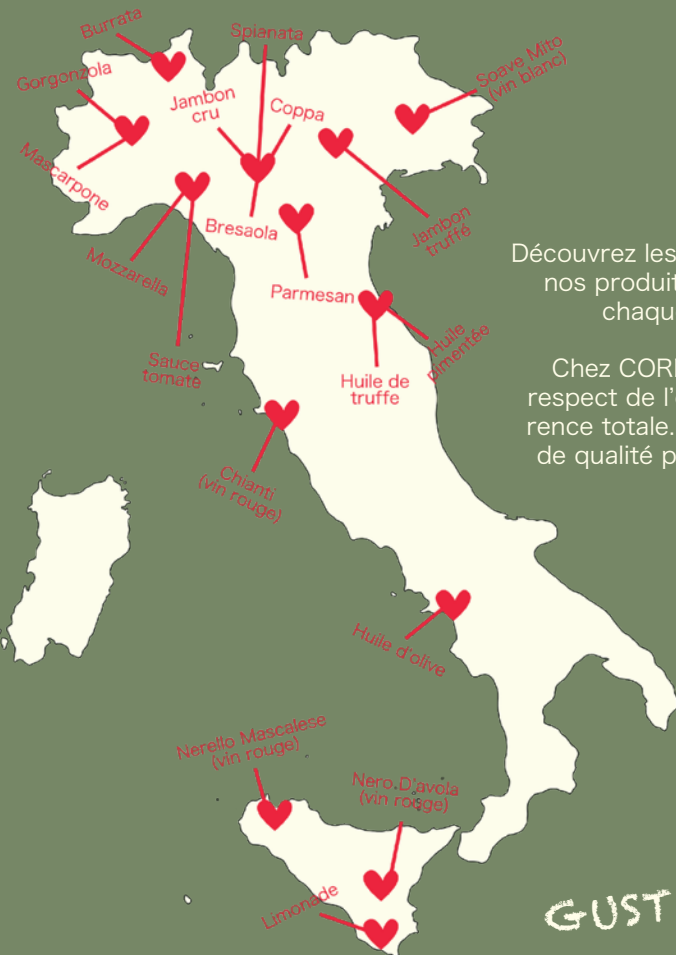 Burrata
Spianata
Gorgonzola
Soave Mito
(vin blanc)
Jambon
cru
Coppa
Mascarpone
Bresaola
Jambon
truffé
Mozzarella
Parmesan
Découvrez les
nos produit
chaqu
Huile
pimentée
Sauce
tomate
Huile de
truffe
Chez CORI
respect de l'
rence totale.
de qualité p
Chianti
(vin rouge)
Huile d'olive
Nerello Mascalese
(vin rouge)
Nero D'avola
(vin rouge)
Limonade
GUST